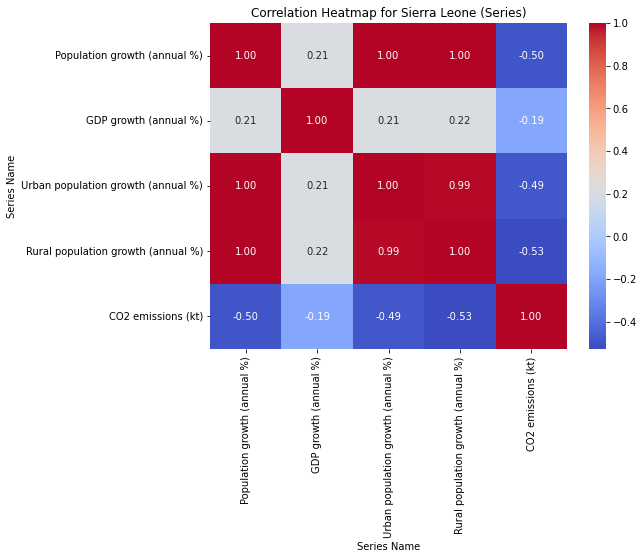 Correlation Heatmap for Sierra Leone (Series)
Series Name
Population growth (annual %) 1.00 0.21 1.00 1.00 -0.50
GDP growth (annual %) 0.21 1.00 0.21 0.22 -0.19
Urban population growth (annual %) 1.00 0.21 1.00 0.99 -0.49
Rural population growth (annual %) 1.00 0.22 0.99 1.00 -0.53
CO2 emissions (kt) -0.50 -0.19 -0.49 -0.53 1.00
Population growth (annual %)
GDP growth (annual %)
Urban population growth (annual %)
Rural population growth (annual %)
CO2 emissions (kt)
Series Name
1.0
0.8
0.6
0.4
0.2
0.0
−0.2
−0.4